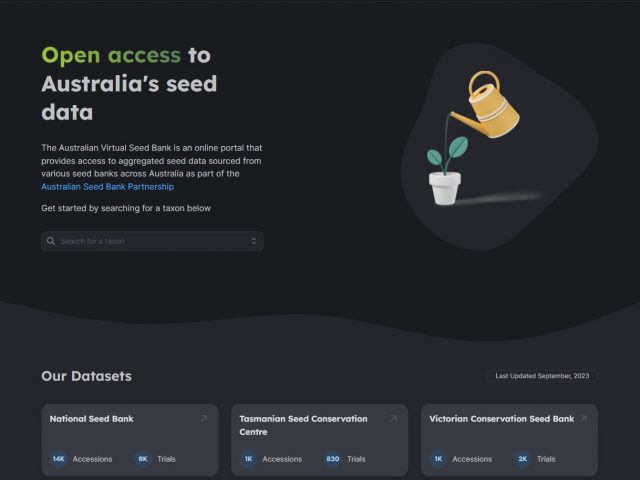 Open access to
Australia's seed
data
The Australian Virtual Seed Bank is an online portal that
provides access to aggregated seed data sourced from
various seed banks across Australia as part of the
Australian Seed Bank Partnership
Get started by searching for a taxon below
Search for a taxon
Our Datasets
Last Updated September, 2023
National Seed Bank
14K Accessions 6K Trials
Tasmanian Seed Conservation
Centre
1K Accessions 830 Trials
Victorian Conservation Seed Bank
1K Accessions 2K Trials